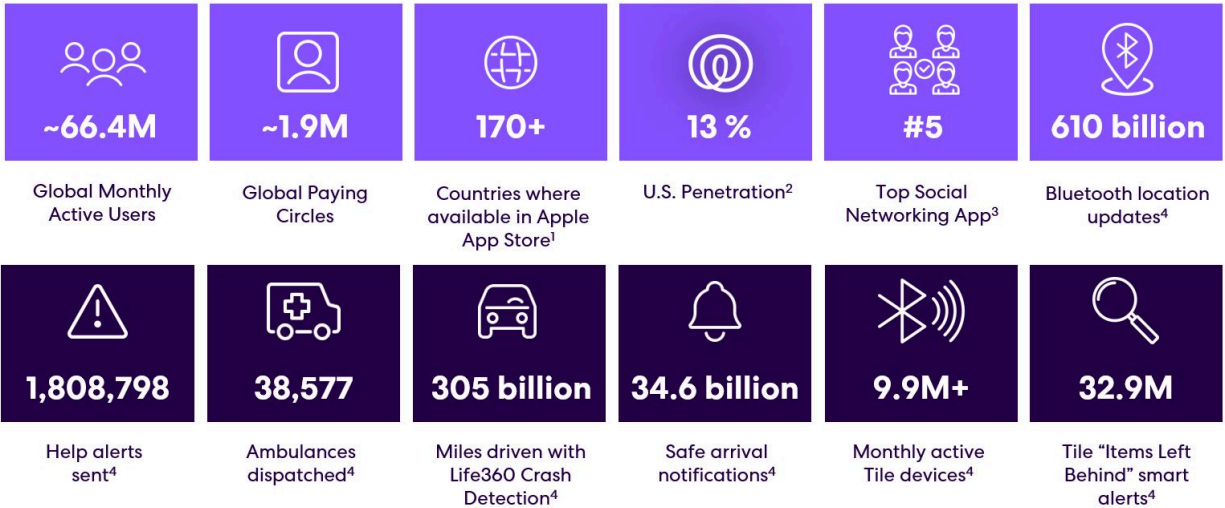 ~66.4M
Global Monthly
Active Users
~1.9M
Global Paying
Circles
170+
Countries where
available in Apple
App Store¹
13 %
U.S. Penetration²
#5
Top Social
Networking App³
610 billion
Bluetooth location
updates⁴
1,808,798
Help alerts
sent⁴
38,577
Ambulances
dispatched⁴
305 billion
Miles driven with
Life360 Crash
Detection⁴
34.6 billion
Safe arrival
notifications⁴
9.9M+
Monthly active
Tile devices⁴
32.9M
Tile “Items Left
Behind” smart
alerts⁴